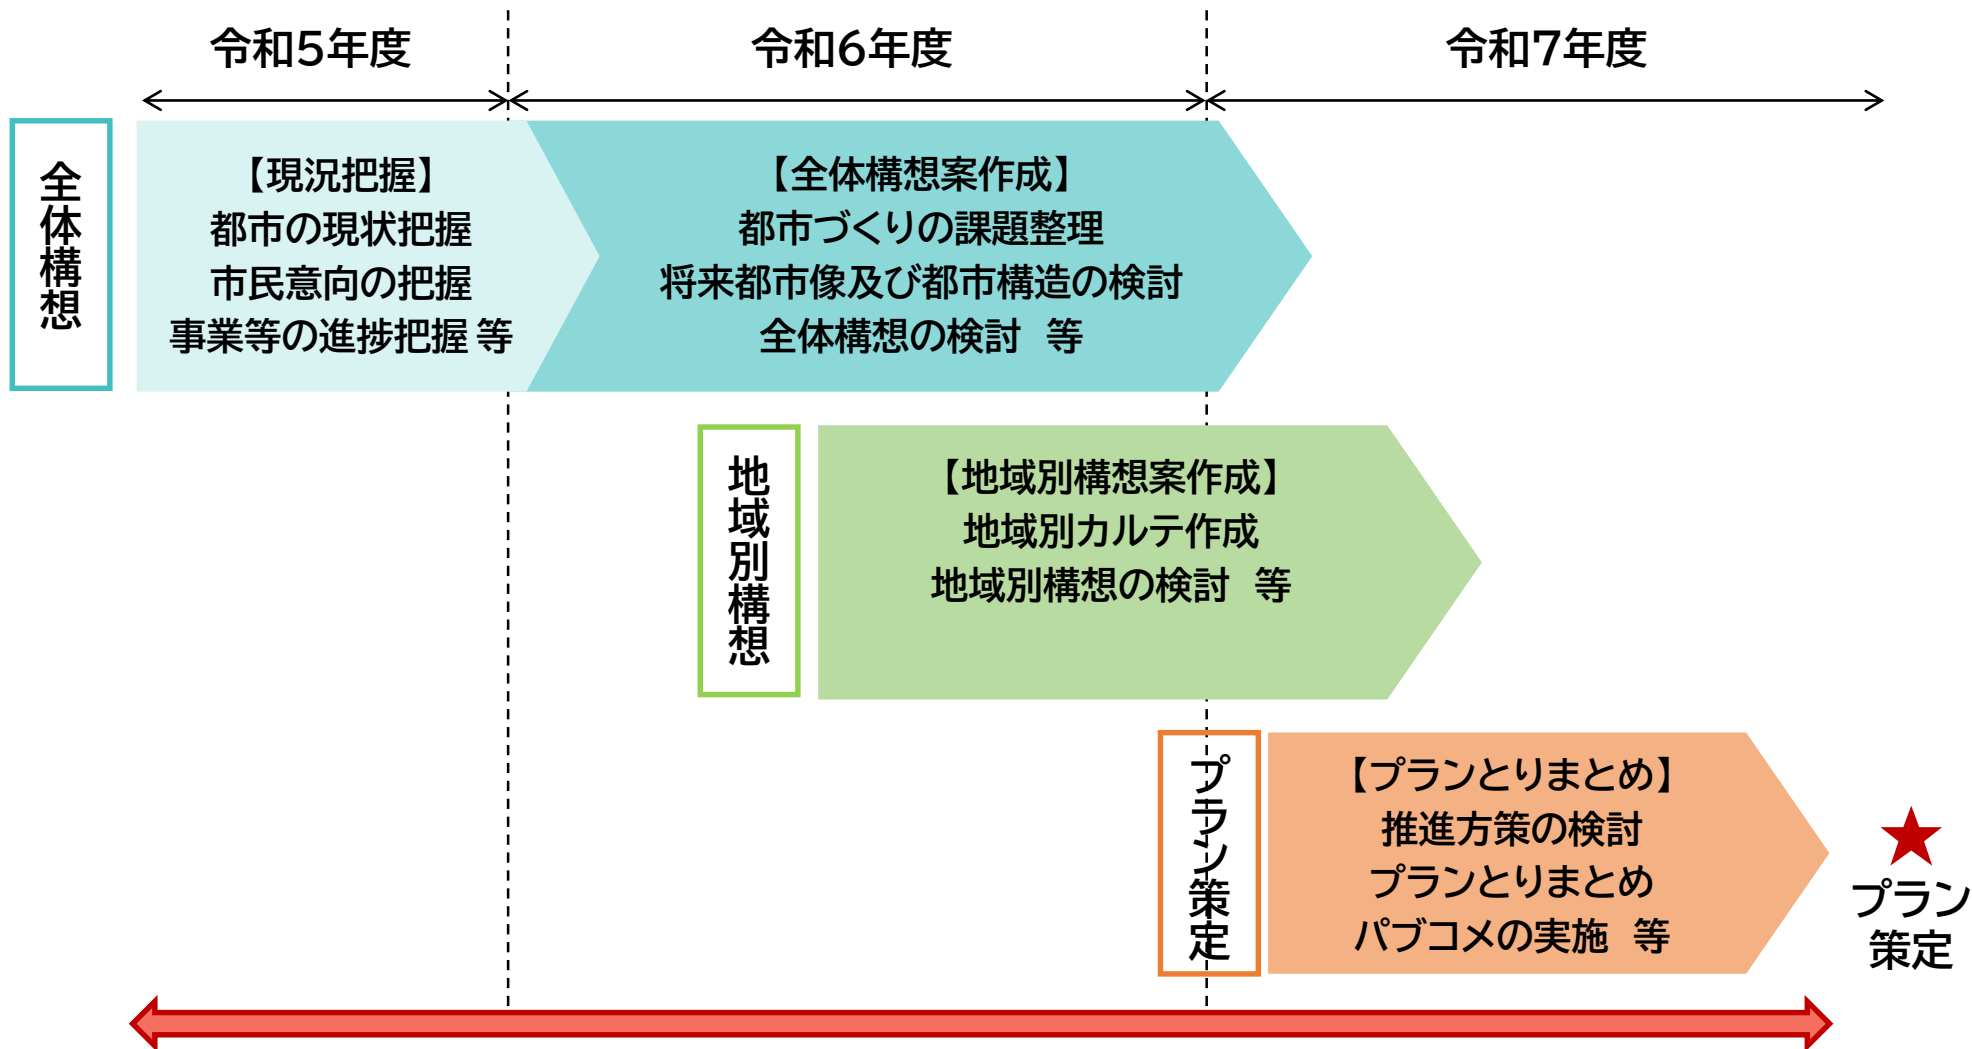 令和5年度
令和6年度
令和7年度
全体構想
【現況把握】
都市の現状把握
市民意向の把握
事業等の進捗把握 等
【全体構想案作成】
都市づくりの課題整理
将来都市像及び都市構造の検討
全体構想の検討　等
地域別構想
【地域別構想案作成】
地域別カルテ作成
地域別構想の検討　等
プラン策定
【プランとりまとめ】
推進方策の検討
プランとりまとめ
パブコメの実施　等
プラン
策定